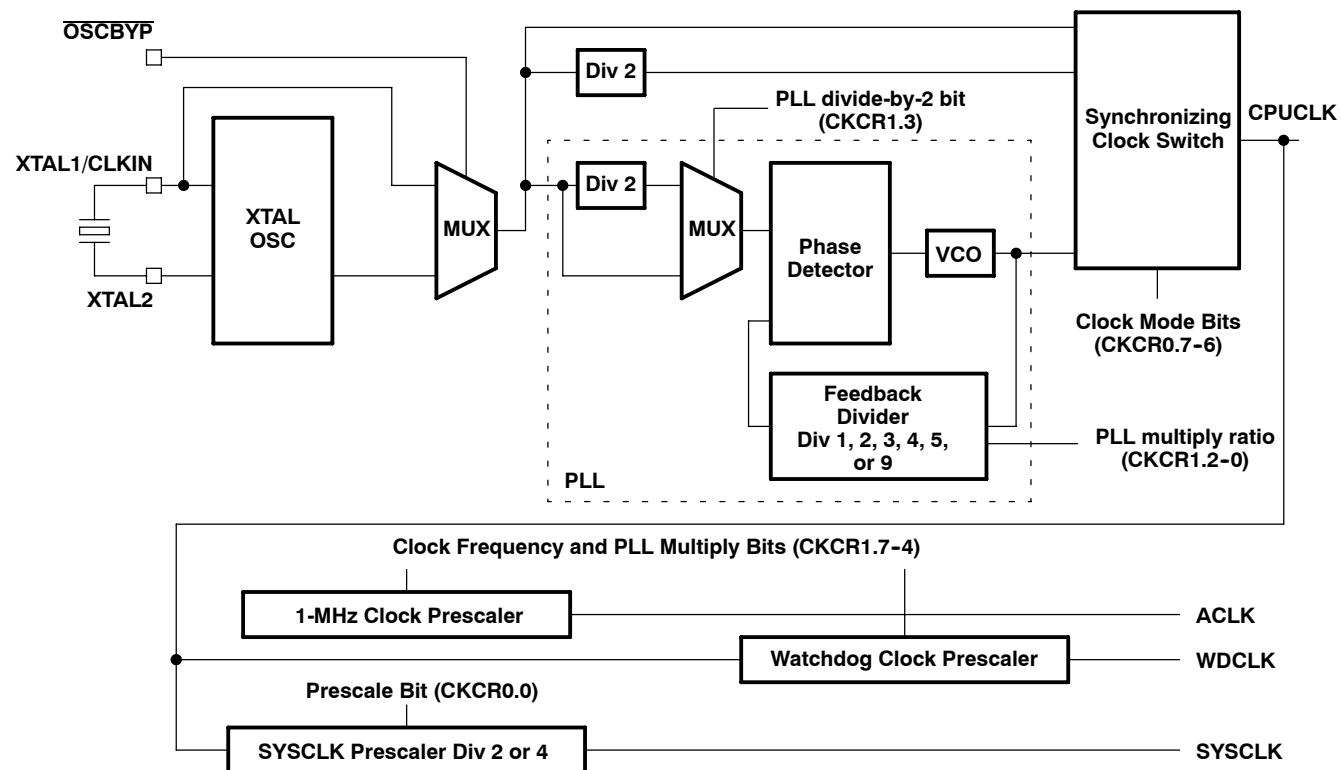 OSCBYP
XTAL1/CLKIN
XTAL2
XTAL
OSC
MUX
Div 2
PLL divide-by-2 bit
(CKCR1.3)
Div 2
MUX
Phase
Detector
VCO
Feedback
Divider
Div 1, 2, 3, 4, 5,
or 9
PLL
Synchronizing
Clock Switch
CPUCLK
Clock Mode Bits
(CKCR0.7-6)
PLL multiply ratio
(CKCR1.2-0)
Clock Frequency and PLL Multiply Bits (CKCR1.7-4)
1-MHz Clock Prescaler
ACLK
Watchdog Clock Prescaler
WDCLK
Prescale Bit (CKCR0.0)
SYSCLK Prescaler Div 2 or 4
SYSCLK